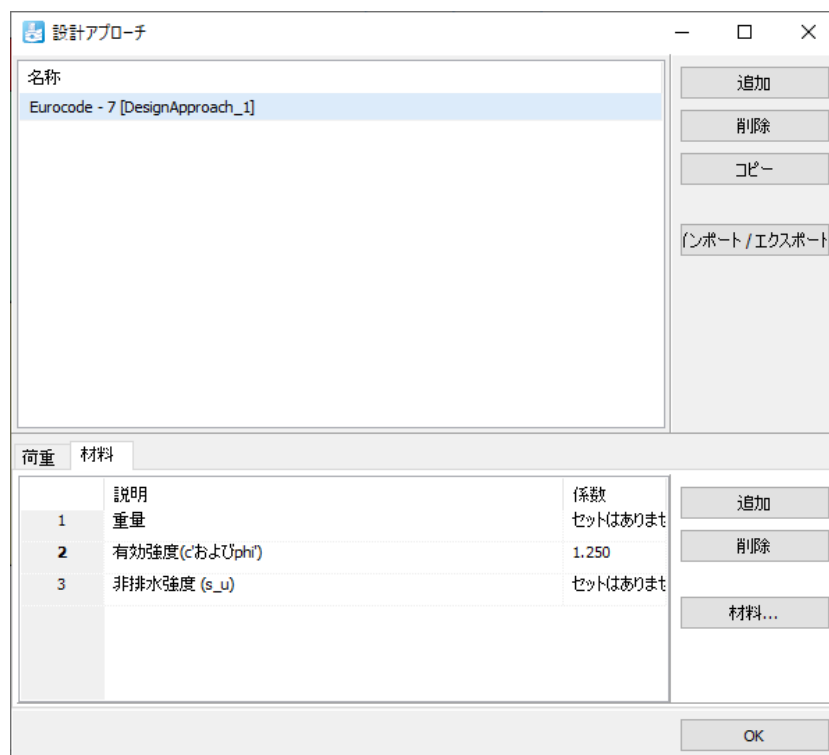 設計アプローチ
名称
Eurocode - 7 [DesignApproach_1]
追加
削除
コピー
インポート / エクスポート
荷重
材料
説明
係数
1
重量
セットはありませ
2
有効強度(c'およびphi')
1.250
3
非排水強度 (s_u)
セットはありませ
追加
削除
材料...
OK